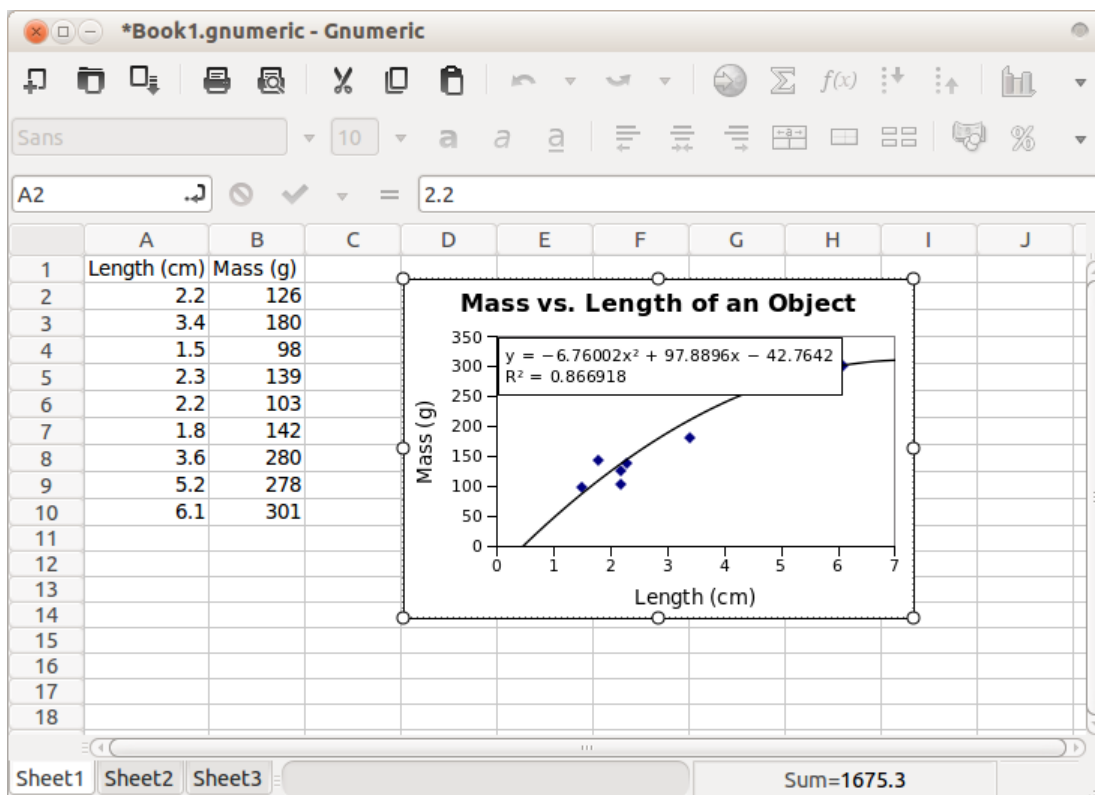 *Book1.gnumeric - Gnumeric
f(x)
Sans 10 a a a a %
A2 = 2.2
A B C D E F G H I J
1 Length (cm) Mass (g)
2 2.2 126
3 3.4 180
4 1.5 98
5 2.3 139
6 2.2 103
7 1.8 142
8 3.6 280
9 5.2 278
10 6.1 301
11
12
13
14
15
16
17
18
Mass vs. Length of an Object
y = −6.76002x² + 97.8896x − 42.7642
R² = 0.866918
Mass (g)
350
300
250
200
150
100
50
0
0 1 2 3 4 5 6 7
Length (cm)
Sheet1 Sheet2 Sheet3 Sum=1675.3